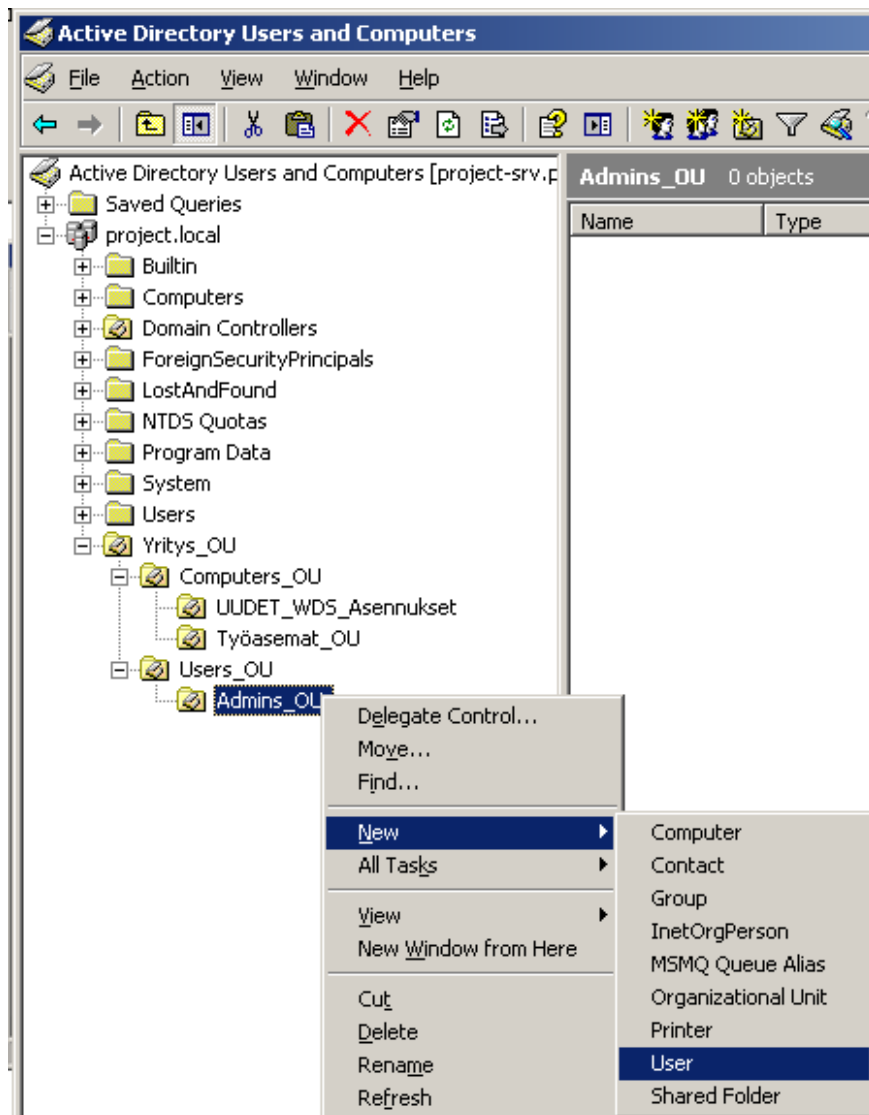 Active Directory Users and Computers
File Action View Window Help
Active Directory Users and Computers [project-srv.p
Saved Queries
project.local
Builtin
Computers
Domain Controllers
ForeignSecurityPrincipals
LostAndFound
NTDS Quotas
Program Data
System
Users
Yritys_OU
Computers_OU
UUDET_WDS_Asennukset
Työasemat_OU
Users_OU
Admins_OU
Admins_OU 0 objects
Name Type
Delegate Control...
Move...
Find...
New
All Tasks
View
New Window from Here
Cut
Delete
Rename
Refresh
Computer
Contact
Group
InetOrgPerson
MSMQ Queue Alias
Organizational Unit
Printer
User
Shared Folder